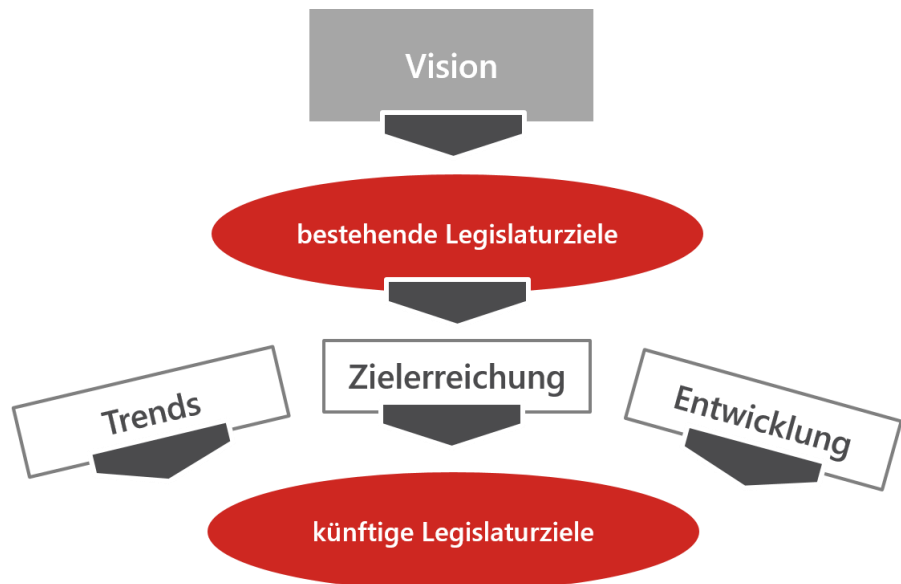 Vision
bestehende Legislaturziele
Trends
Zielerreichung
Entwicklung
künftige Legislaturziele